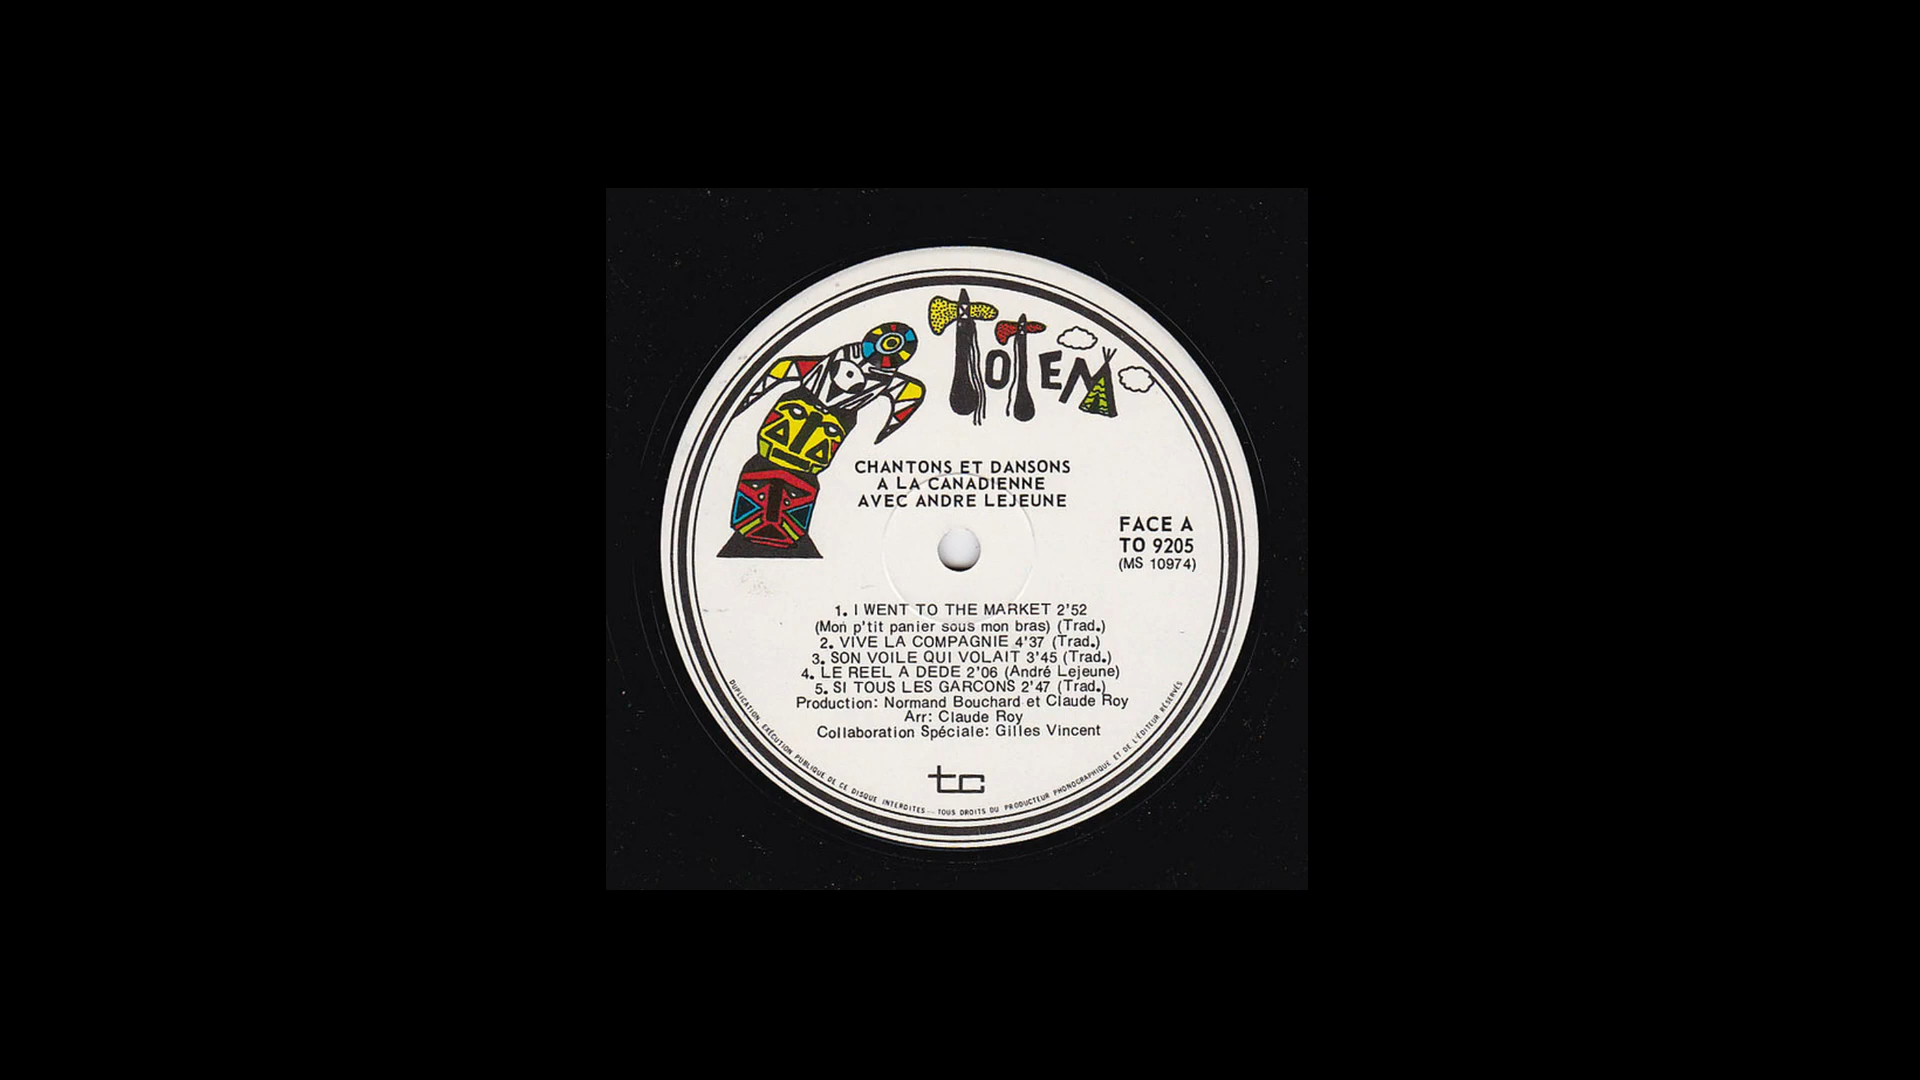 TOTEM
CHANTONS ET DANSONS
A LA CANADIENNE
AVEC ANDRE LEJEUNE
FACE A
TO 9205
(MS 10974)
1. I WENT TO THE MARKET 2'52
(Mon p'tit panier sous mon bras) (Trad.)
2. VIVE LA COMPAGNIE 4'37 (Trad.)
3. SON VOILE QUI VOLAIT 3'45 (Trad.)
4. LE REEL A DEDE 2'06 (André Lejeune)
5. SI TOUS LES GARCONS 2'47 (Trad.)
Production: Normand Bouchard et Claude Roy
Arr: Claude Roy
Collaboration Spéciale: Gilles Vincent
tc
DUPLICATION, EXÉCUTION PUBLIQUE DE CE DISQUE INTERDITES -- TOUS DROITS DU PRODUCTEUR PHONOGRAPHIQUE ET DE L'ÉDITEUR RÉSERVÉS